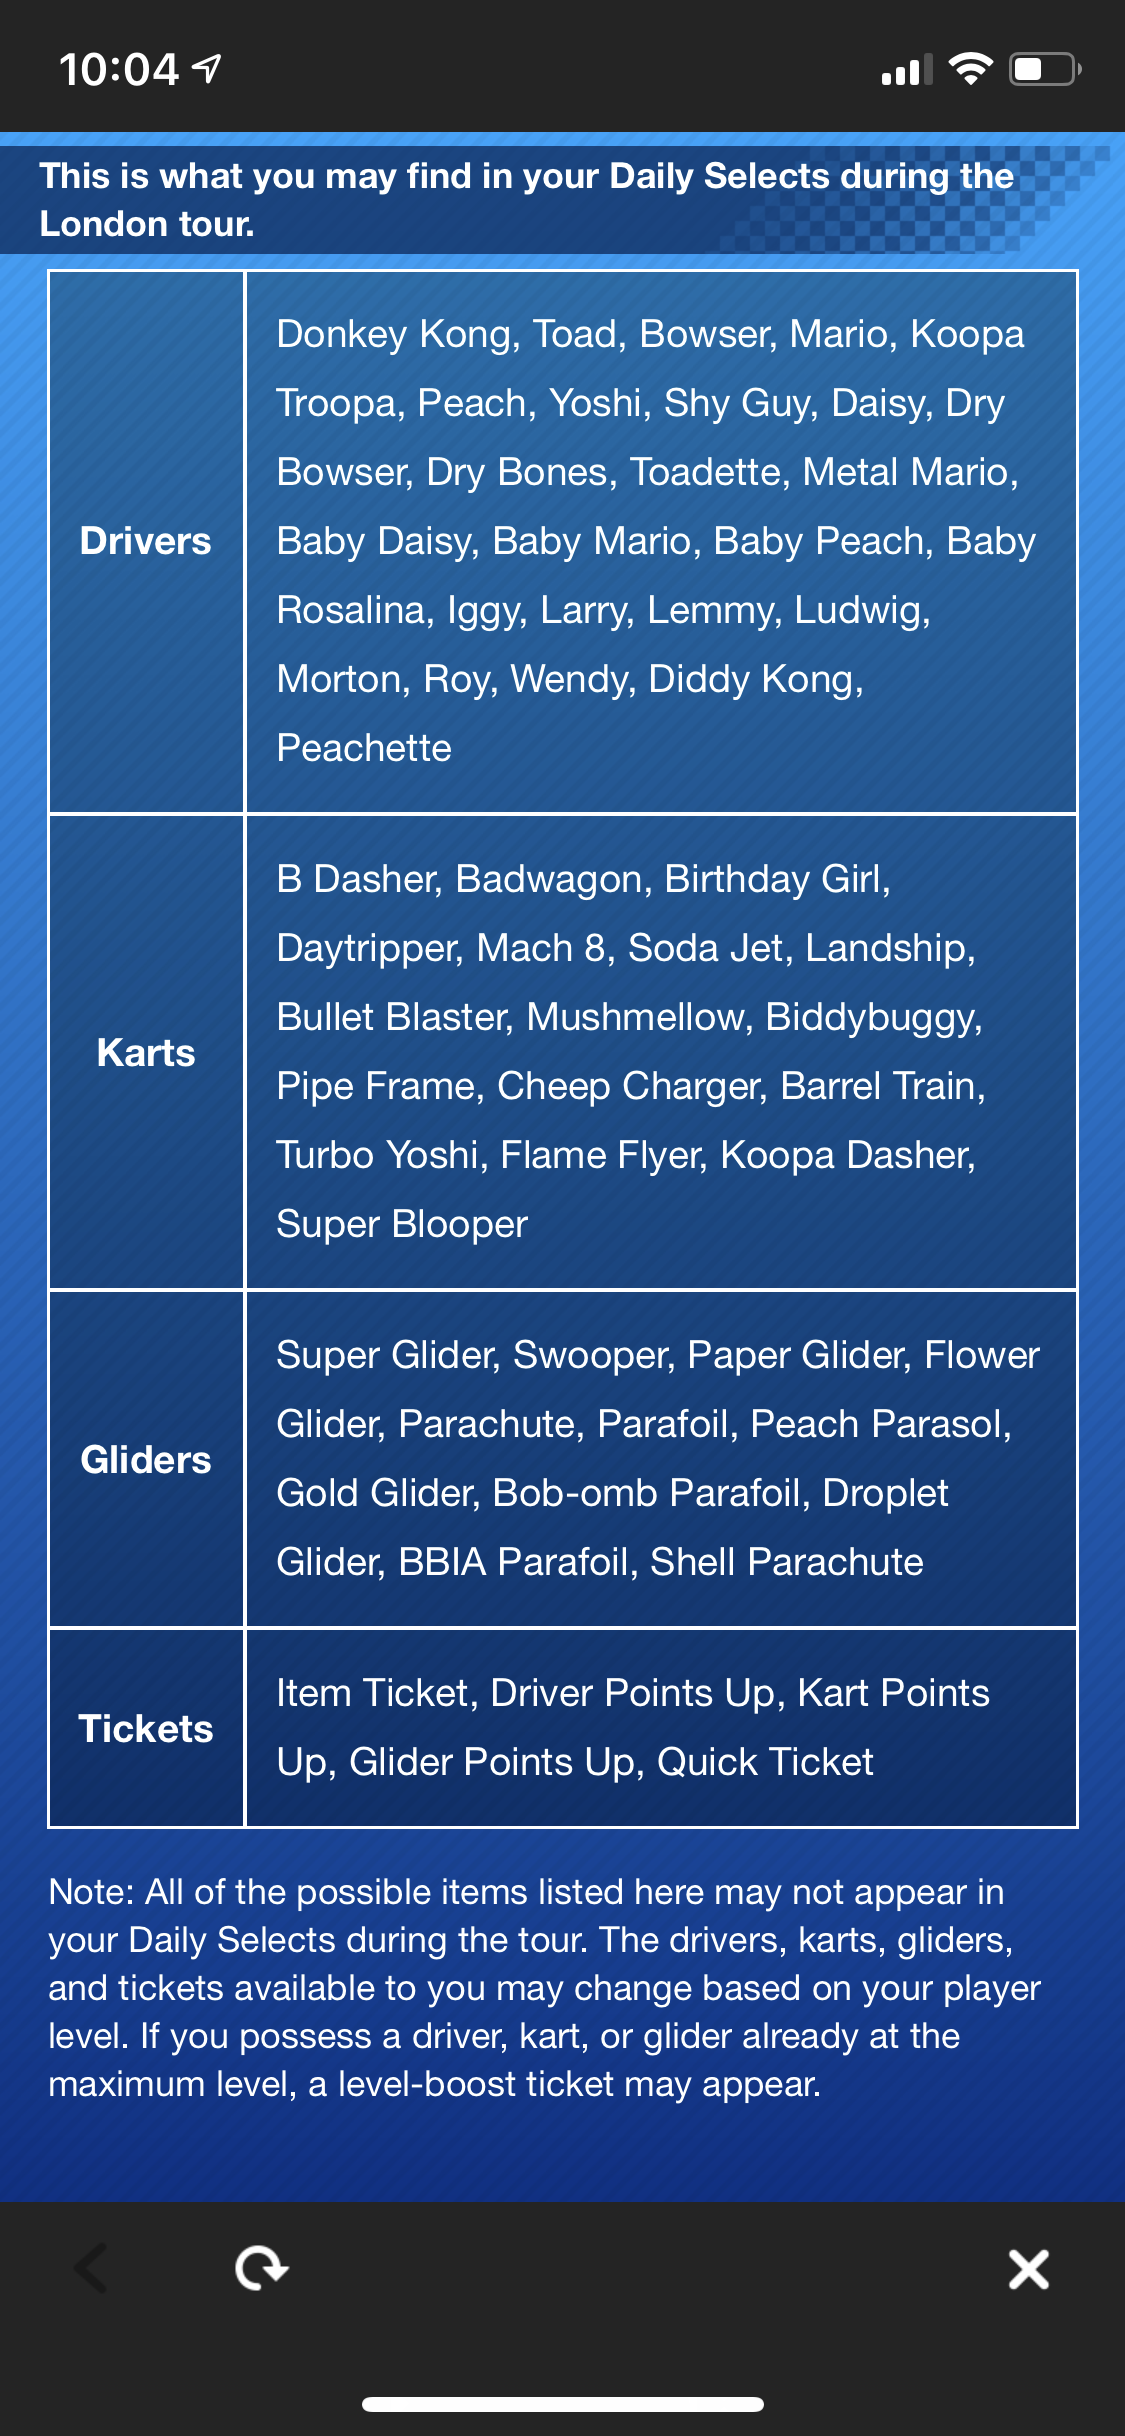 10:04
This is what you may find in your Daily Selects during the
London tour.
Drivers
Donkey Kong, Toad, Bowser, Mario, Koopa
Troopa, Peach, Yoshi, Shy Guy, Daisy, Dry
Bowser, Dry Bones, Toadette, Metal Mario,
Baby Daisy, Baby Mario, Baby Peach, Baby
Rosalina, Iggy, Larry, Lemmy, Ludwig,
Morton, Roy, Wendy, Diddy Kong,
Peachette
Karts
B Dasher, Badwagon, Birthday Girl,
Daytripper, Mach 8, Soda Jet, Landship,
Bullet Blaster, Mushmellow, Biddybuggy,
Pipe Frame, Cheep Charger, Barrel Train,
Turbo Yoshi, Flame Flyer, Koopa Dasher,
Super Blooper
Gliders
Super Glider, Swooper, Paper Glider, Flower
Glider, Parachute, Parafoil, Peach Parasol,
Gold Glider, Bob-omb Parafoil, Droplet
Glider, BBIA Parafoil, Shell Parachute
Tickets
Item Ticket, Driver Points Up, Kart Points
Up, Glider Points Up, Quick Ticket
Note: All of the possible items listed here may not appear in
your Daily Selects during the tour. The drivers, karts, gliders,
and tickets available to you may change based on your player
level. If you possess a driver, kart, or glider already at the
maximum level, a level-boost ticket may appear.